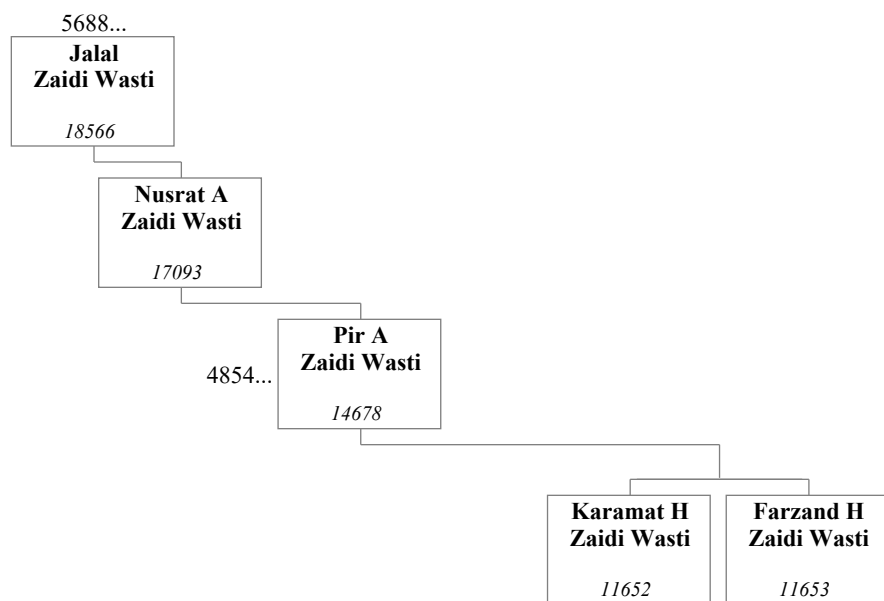 5688...
Jalal
Zaidi Wasti
18566
Nusrat A
Zaidi Wasti
17093
Pir A
Zaidi Wasti
4854...
14678
Karamat H
Zaidi Wasti
11652
Farzand H
Zaidi Wasti
11653